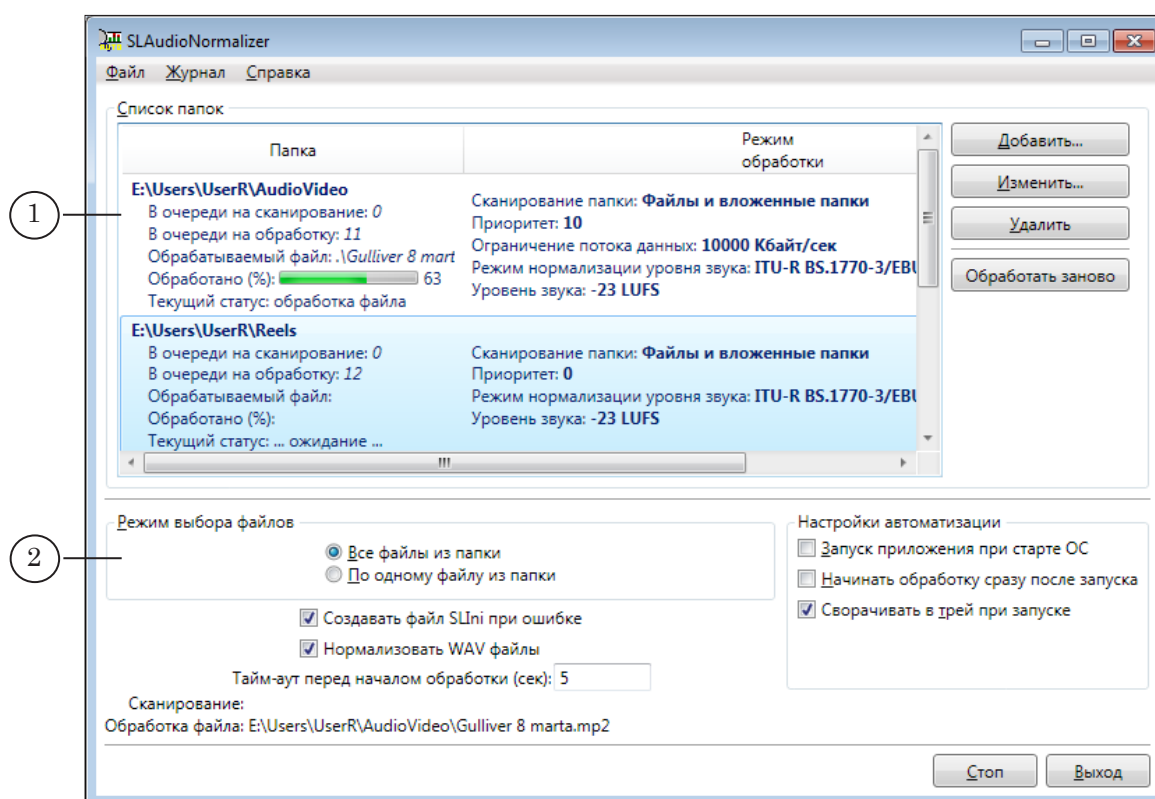 SLAudioNormalizer
Файл Журнал Справка
Список папок
Папка
Режим
обработки
1
E:\Users\UserR\AudioVideo
В очереди на сканирование: 0
В очереди на обработку: 11
Обрабатываемый файл: .\Gulliver 8 mart
Обработано (%): 63
Текущий статус: обработка файла
Сканирование папки: Файлы и вложенные папки
Приоритет: 10
Ограничение потока данных: 10000 Кбайт/сек
Режим нормализации уровня звука: ITU-R BS.1770-3/EBU
Уровень звука: -23 LUFS
E:\Users\UserR\Reels
В очереди на сканирование: 0
В очереди на обработку: 12
Обрабатываемый файл:
Обработано (%):
Текущий статус: ... ожидание ...
Сканирование папки: Файлы и вложенные папки
Приоритет: 0
Режим нормализации уровня звука: ITU-R BS.1770-3/EBU
Уровень звука: -23 LUFS
Добавить...
Изменить...
Удалить
Обработать заново
2
Режим выбора файлов
Все файлы из папки
По одному файлу из папки
Создавать файл SLIni при ошибке
Нормализовать WAV файлы
Тайм-аут перед началом обработки (сек): 5
Настройки автоматизации
Запуск приложения при старте ОС
Начинать обработку сразу после запуска
Сворачивать в трей при запуске
Сканирование:
Обработка файла: E:\Users\UserR\AudioVideo\Gulliver 8 marta.mp2
Стоп
Выход